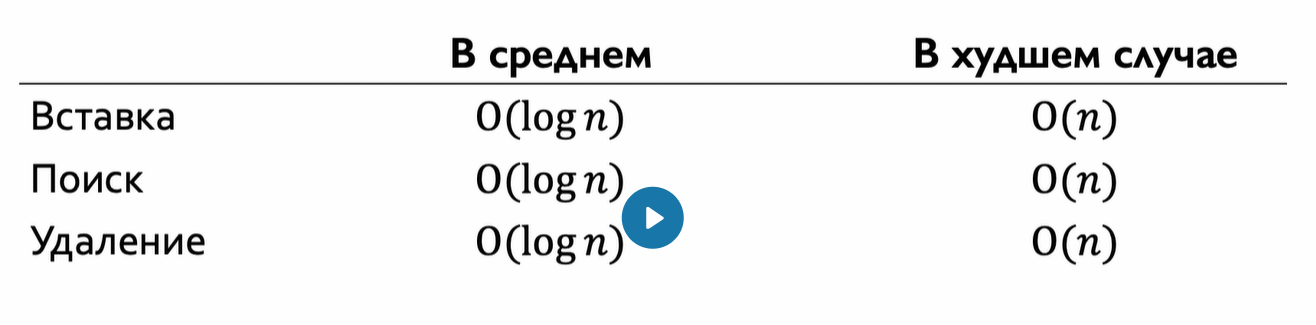 В среднем В худшем случае
Вставка O(log n) O(n)
Поиск O(log n) O(n)
Удаление O(log n) O(n)